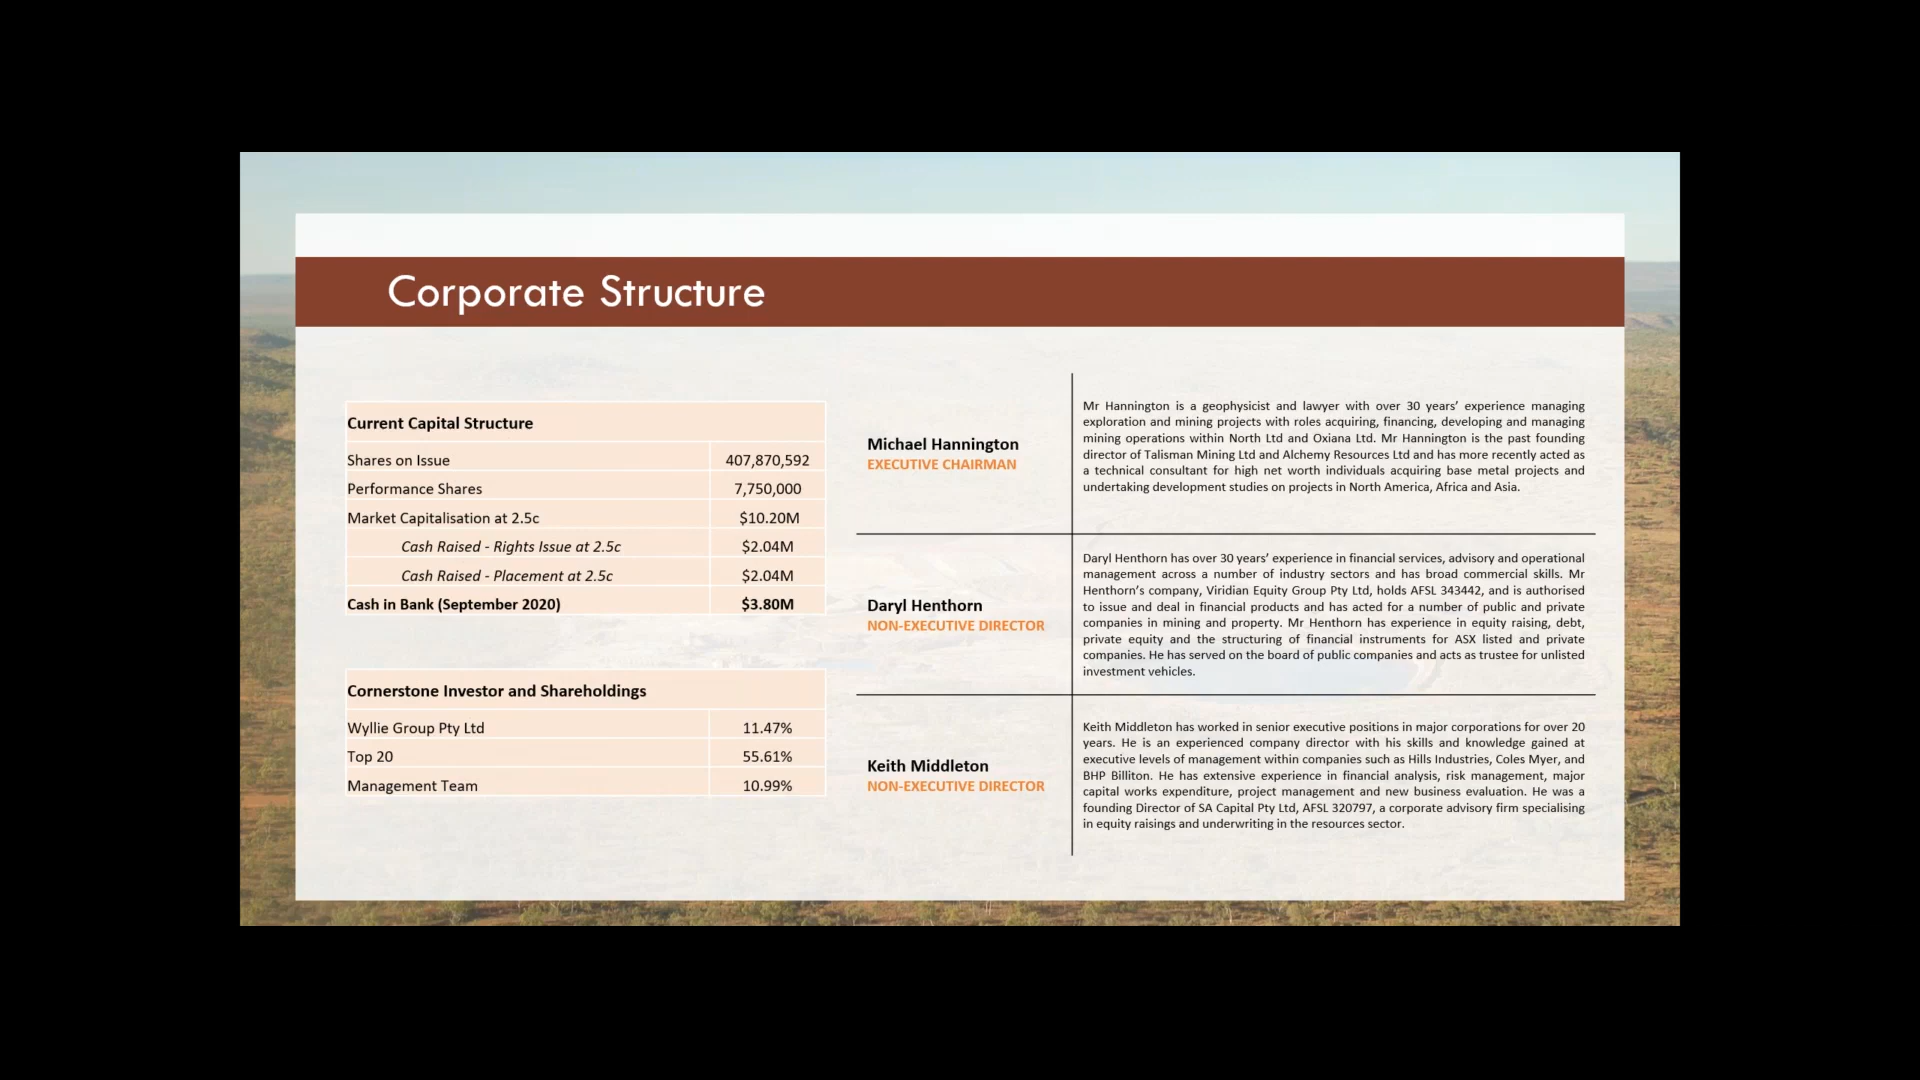 Corporate Structure
Current Capital Structure
Shares on Issue 407,870,592
Performance Shares 7,750,000
Market Capitalisation at 2.5c $10.20M
Cash Raised - Rights Issue at 2.5c $2.04M
Cash Raised - Placement at 2.5c $2.04M
Cash in Bank (September 2020) $3.80M
Cornerstone Investor and Shareholdings
Wyllie Group Pty Ltd 11.47%
Top 20 55.61%
Management Team 10.99%
Michael Hannington
EXECUTIVE CHAIRMAN
Mr Hannington is a geophysicist and lawyer with over 30 years’ experience managing
exploration and mining projects with roles acquiring, financing, developing and managing
mining operations within North Ltd and Oxiana Ltd. Mr Hannington is the past founding
director of Talisman Mining Ltd and Alchemy Resources Ltd and has more recently acted as
a technical consultant for high net worth individuals acquiring base metal projects and
undertaking development studies on projects in North America, Africa and Asia.
Daryl Henthorn
NON-EXECUTIVE DIRECTOR
Daryl Henthorn has over 30 years’ experience in financial services, advisory and operational
management across a number of industry sectors and has broad commercial skills. Mr
Henthorn’s company, Viridian Equity Group Pty Ltd, holds AFSL 343442, and is authorised
to issue and deal in financial products and has acted for a number of public and private
companies in mining and property. Mr Henthorn has experience in equity raising, debt,
private equity and the structuring of financial instruments for ASX listed and private
companies. He has served on the board of public companies and acts as trustee for unlisted
investment vehicles.
Keith Middleton
NON-EXECUTIVE DIRECTOR
Keith Middleton has worked in senior executive positions in major corporations for over 20
years. He is an experienced company director with his skills and knowledge gained at
executive levels of management within companies such as Hills Industries, Coles Myer, and
BHP Billiton. He has extensive experience in financial analysis, risk management, major
capital works expenditure, project management and new business evaluation. He was a
founding Director of SA Capital Pty Ltd, AFSL 320797, a corporate advisory firm specialising
in equity raisings and underwriting in the resources sector.